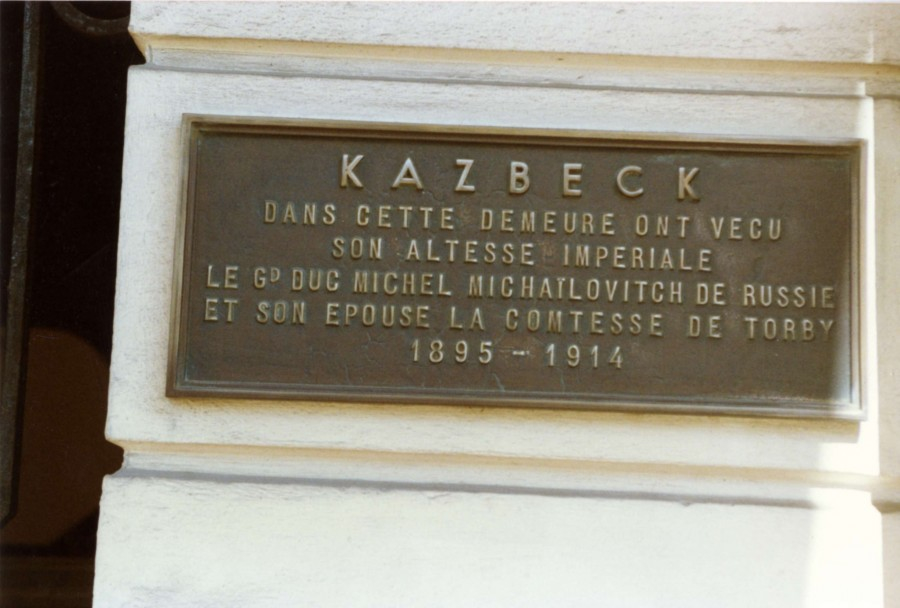 KAZBECK
DANS CETTE DEMEURE ONT VECU
SON ALTESSE IMPERIALE
LE GD DUC MICHEL MICHAÏLOVITCH DE RUSSIE
ET SON EPOUSE LA COMTESSE DE TORBY
1895 - 1914